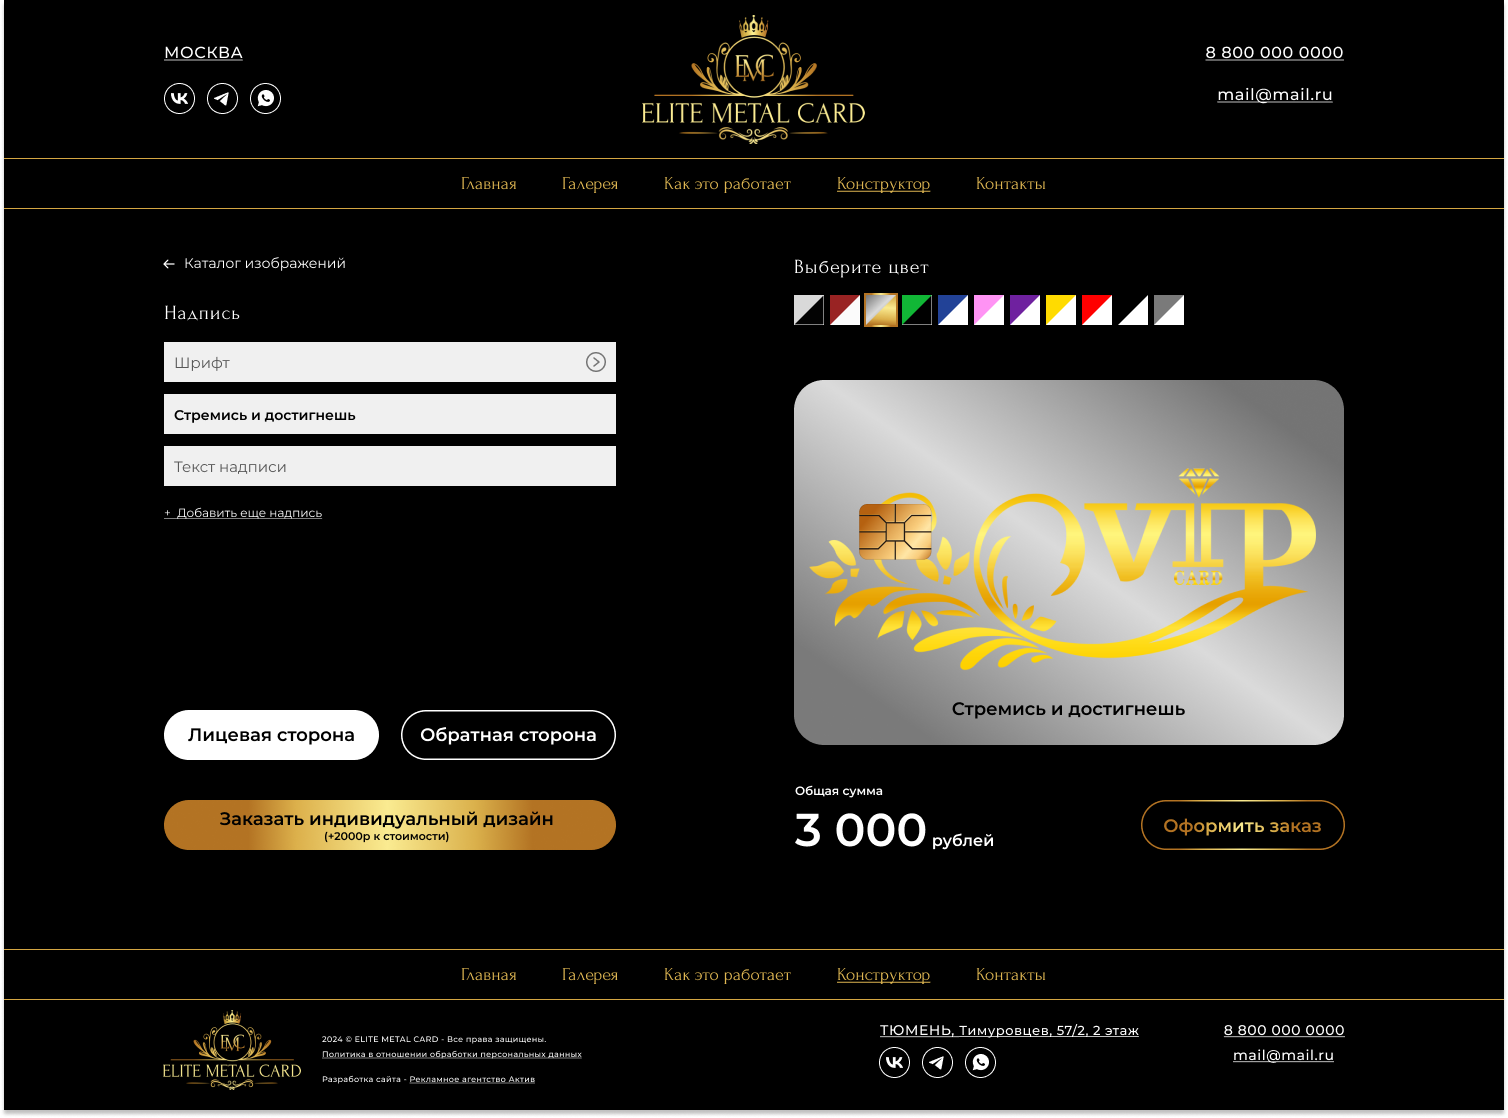 МОСКВА
8 800 000 0000
mail@mail.ru
EMC
ELITE METAL CARD
Главная Галерея Как это работает Конструктор Контакты
← Каталог изображений
Надпись
Шрифт
Стремись и достигнешь
Текст надписи
+ Добавить еще надпись
Лицевая сторона
Обратная сторона
Заказать индивидуальный дизайн
(+2000р к стоимости)
Выберите цвет
VIP
CARD
Стремись и достигнешь
Общая сумма
3 000 рублей
Оформить заказ
Главная Галерея Как это работает Конструктор Контакты
EMC
ELITE METAL CARD
2024 © ELITE METAL CARD - Все права защищены.
Политика в отношении обработки персональных данных
Разработка сайта - Рекламное агентство Актив
ТЮМЕНЬ, Тимуровцев, 57/2, 2 этаж
8 800 000 0000
mail@mail.ru